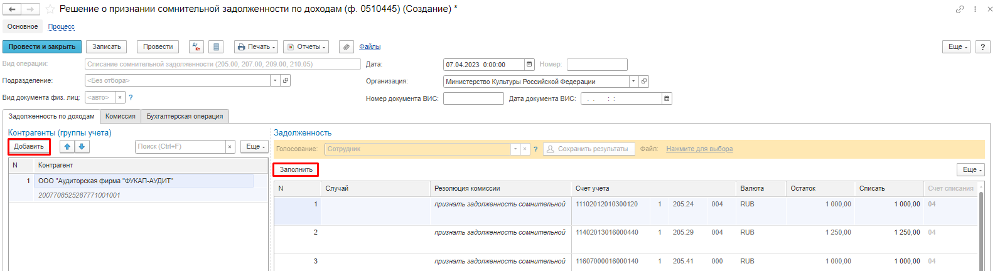 Решение о признании сомнительной задолженности по доходам (ф. 0510445) (Создание) *
Основное Процесс
Провести и закрыть Записать Провести Дт Кт Печать Отчеты Файлы Еще ?
Вид операции: Списание сомнительной задолженности (205.00, 207.00, 209.00, 210.05) Дата: 07.04.2023 0:00:00 Номер:
Подразделение: <Без отбора> Организация: Министерство Культуры Российской Федерации
Вид документа физ. лиц: <авто> × ? Номер документа ВИС: Дата документа ВИС: . . : :
Задолженность по доходам Комиссия Бухгалтерская операция
Контрагенты (группы учета) Задолженность
Добавить Поиск (Ctrl+F) × Еще Голосование: Сотрудник × ? Сохранить результаты Файл: Нажмите для выбора
Заполнить Еще
N Контрагент
1 ООО "Аудиторская фирма "ФУКАП-АУДИТ"
2007708525287771001001
N Случай Резолюция комиссии Счет учета Валюта Остаток Списать Счет списания
1 признать задолженность сомнительной 11102012010300120 1 205.24 004 RUB 1 000,00 1 000,00 04
2 признать задолженность сомнительной 11402013016000440 1 205.29 004 RUB 1 250,00 1 250,00 04
3 признать задолженность сомнительной 11607000016000140 1 205.41 000 RUB 1 000,00 1 000,00 04